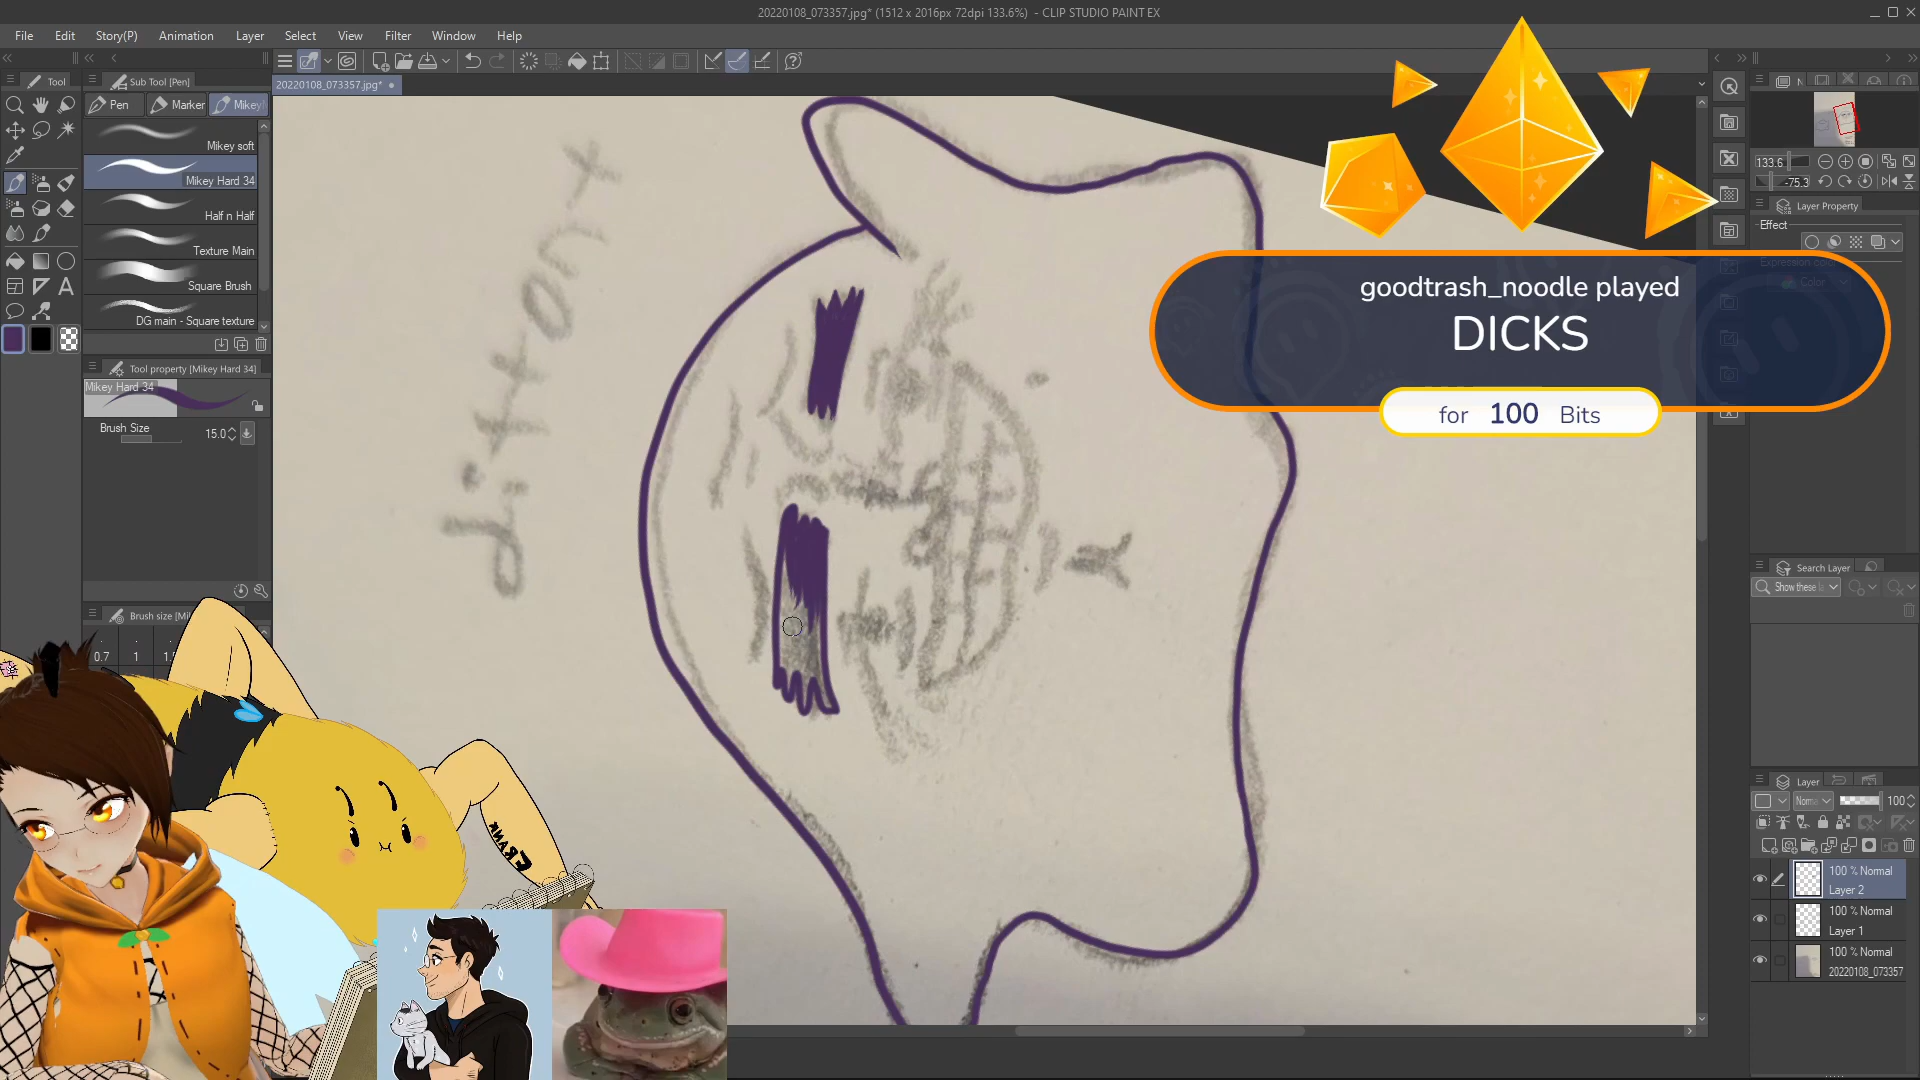 20220108_073357.jpg* (1512 x 2016px 72dpi 133.6%) - CLIP STUDIO PAINT EX
File Edit Story(P) Animation Layer Select View Filter Window Help
Tool
Sub Tool [Pen]
20220108_073357.jpg*
Pen
Marker
Mikey
Mikey soft
Mikey Hard 34
Half n Half
Texture Main
Square Brush
DG main - Square texture
Tool property [Mikey Hard 34]
Mikey Hard 34
Brush Size
15.0
Brush size [Mi
0.7 1
FRANK
goodtrash_noodle played
DICKS
for 100 Bits
133.6
-75.3
Layer Property
Effect
Color
Search Layer
Show these
Layer
Norma
100
100 % Normal
Layer 2
100 % Normal
Layer 1
100 % Normal
20220108_073357